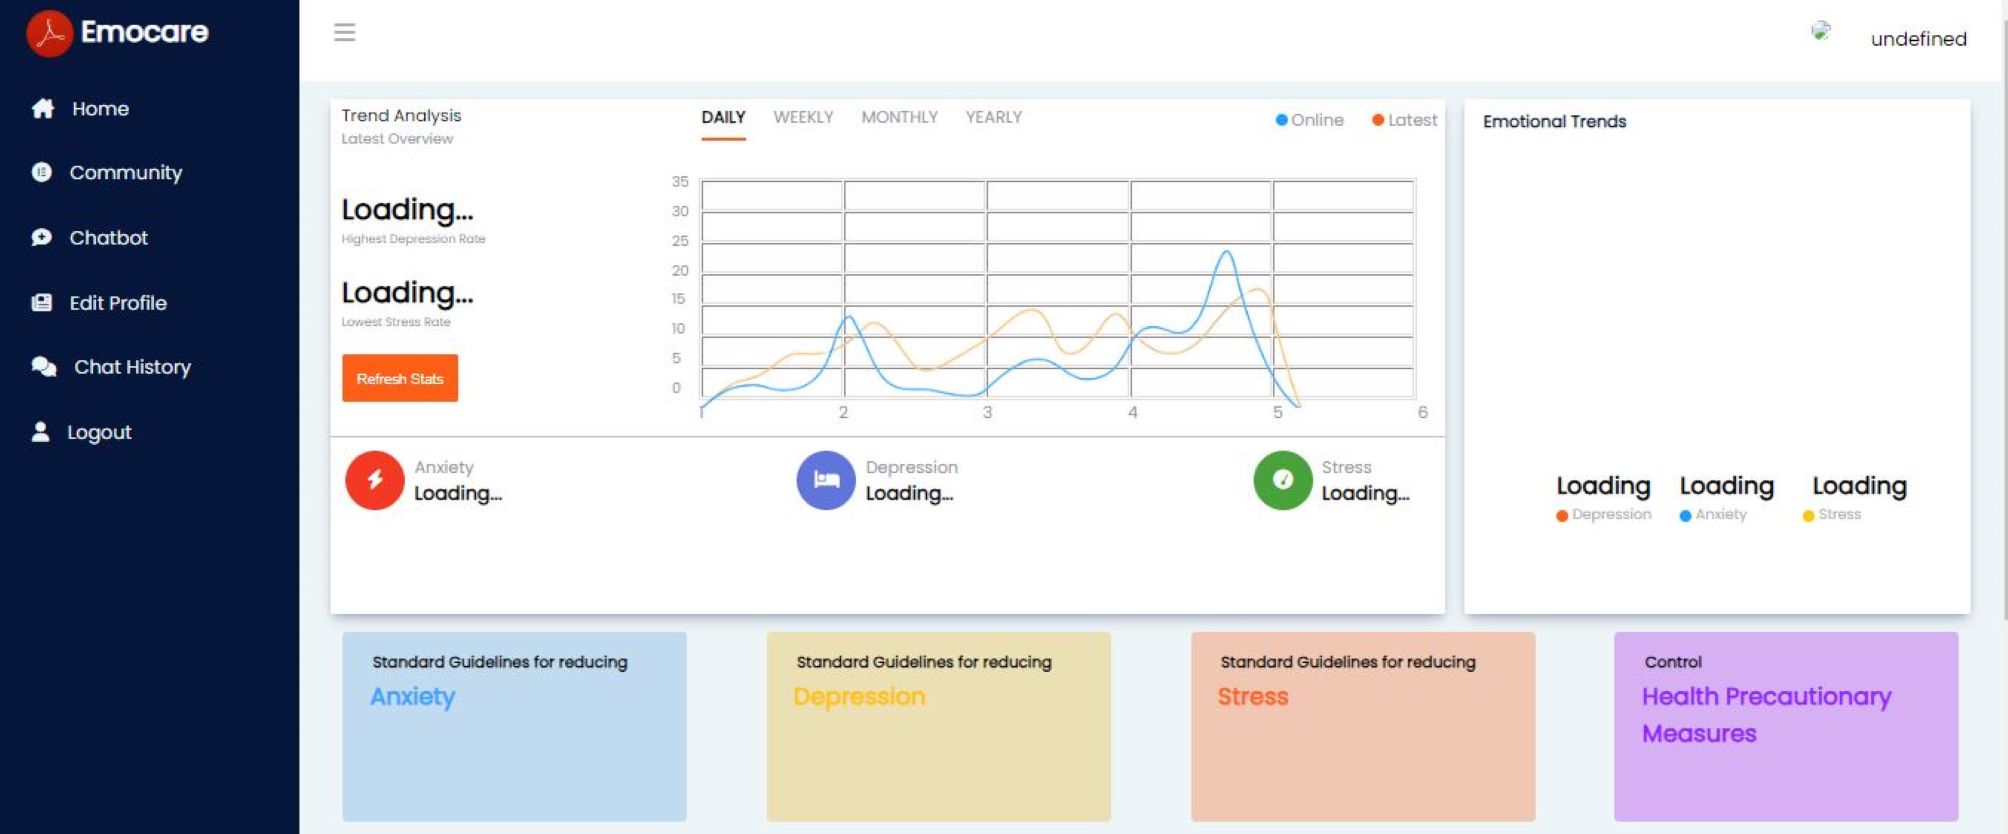 Emocare
Home
Community
Chatbot
Edit Profile
Chat History
Logout
undefined
Trend Analysis
Latest Overview
DAILY WEEKLY MONTHLY YEARLY
Online Latest
Loading...
Highest Depression Rate
Loading...
Lowest Stress Rate
Refresh Stats
35
30
25
20
15
10
5
0
1 2 3 4 5 6
Anxiety
Loading...
Depression
Loading...
Stress
Loading...
Emotional Trends
Loading Loading Loading
Depression Anxiety Stress
Standard Guidelines for reducing
Anxiety
Standard Guidelines for reducing
Depression
Standard Guidelines for reducing
Stress
Control
Health Precautionary
Measures